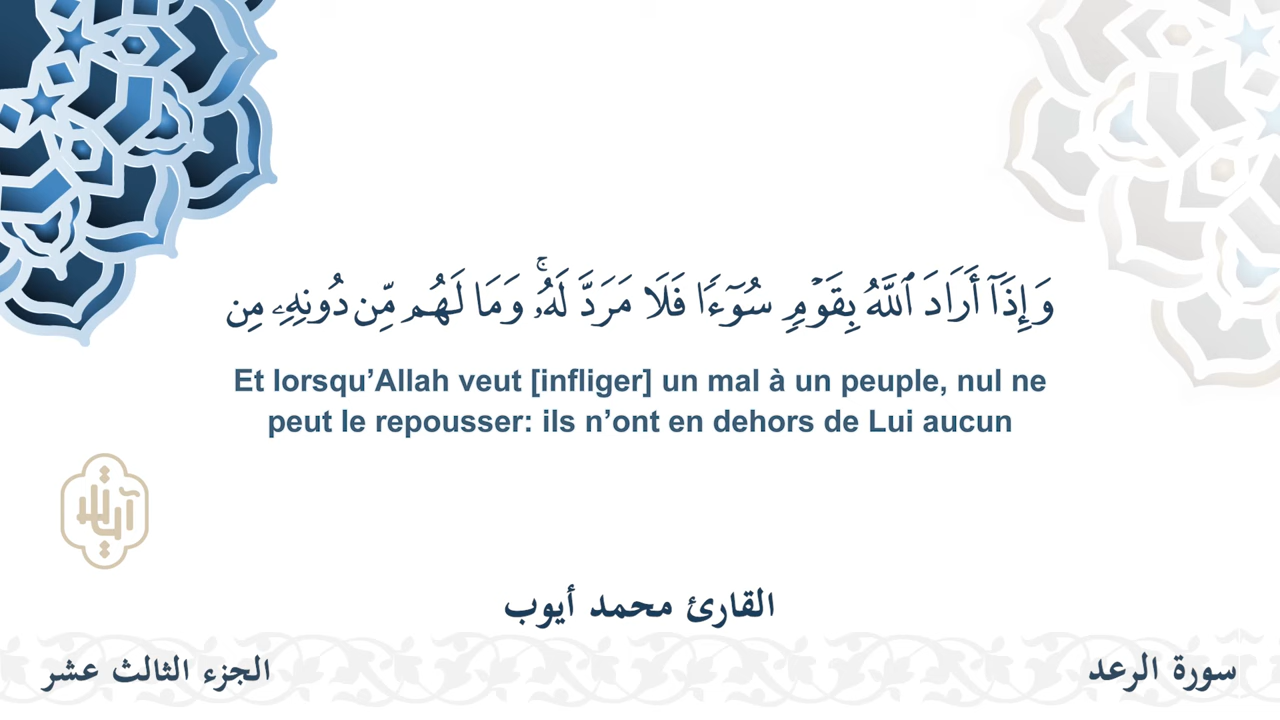 وَإِذَآ أَرَادَ ٱللَّهُ بِقَوْمٍ سُوٓءًا فَلَا مَرَدَّ لَهُۥ ۚ وَمَا لَهُم مِّن دُونِهِۦ مِن
Et lorsqu’Allah veut [infliger] un mal à un peuple, nul ne
peut le repousser: ils n’ont en dehors de Lui aucun
آيات
القارئ محمد أيوب
سورة الرعد
الجزء الثالث عشر